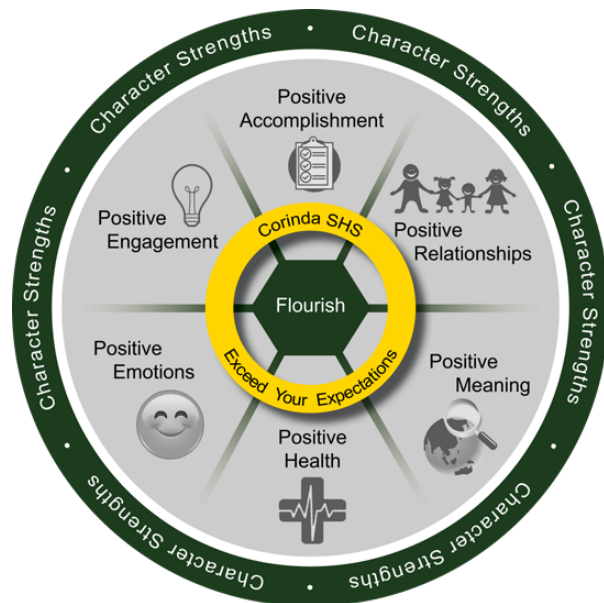 Character Strengths
Character Strengths
Character Strengths
Character Strengths
Character Strengths
Character Strengths
Positive
Accomplishment
Positive
Relationships
Positive
Meaning
Positive
Health
Positive
Emotions
Positive
Engagement
Corinda SHS
Flourish
Exceed Your Expectations